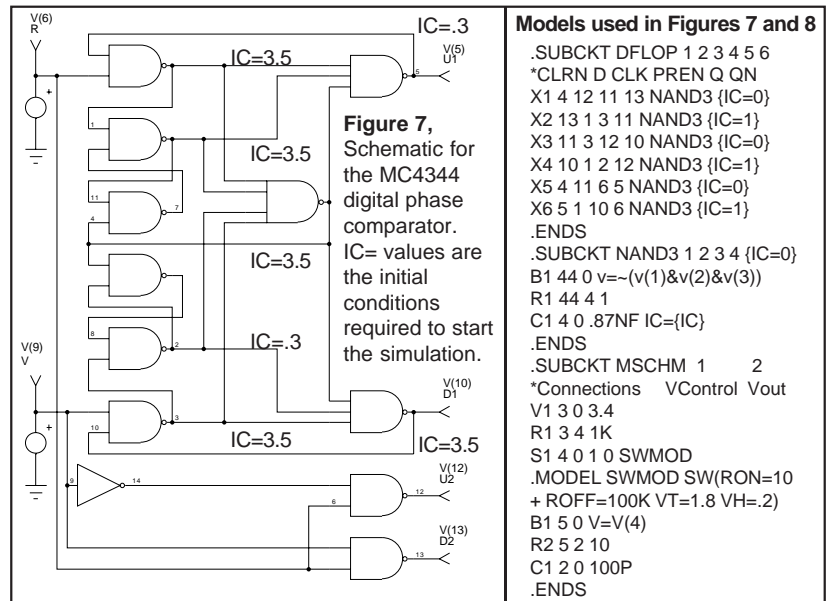 V(6)
R
IC=.3
IC=3.5
V(5)
U1
5
1
Figure 7,
Schematic for
the MC4344
digital phase
comparator.
IC= values are
the initial
conditions
required to start
the simulation.
IC=3.5
11
7
4
IC=3.5
V(9)
V
8
2
IC=.3
V(10)
D1
3
10
IC=3.5
IC=3.5
9
14
V(12)
U2
6
12
V(13)
D2
13
Models used in Figures 7 and 8
.SUBCKT DFLOP 1 2 3 4 5 6
*CLRN D CLK PREN Q QN
X1 4 12 11 13 NAND3 {IC=0}
X2 13 1 3 11 NAND3 {IC=1}
X3 11 3 12 10 NAND3 {IC=0}
X4 10 1 2 12 NAND3 {IC=1}
X5 4 11 6 5 NAND3 {IC=0}
X6 5 1 10 6 NAND3 {IC=1}
.ENDS
.SUBCKT NAND3 1 2 3 4 {IC=0}
B1 44 0 v=~(v(1)&v(2)&v(3))
R1 44 4 1
C1 4 0 .87NF IC={IC}
.ENDS
.SUBCKT MSCHM 1 2
*Connections VControl Vout
V1 3 0 3.4
R1 3 4 1K
S1 4 0 1 0 SWMOD
.MODEL SWMOD SW(RON=10
+ ROFF=100K VT=1.8 VH=.2)
B1 5 0 V=V(4)
R2 5 2 10
C1 2 0 100P
.ENDS